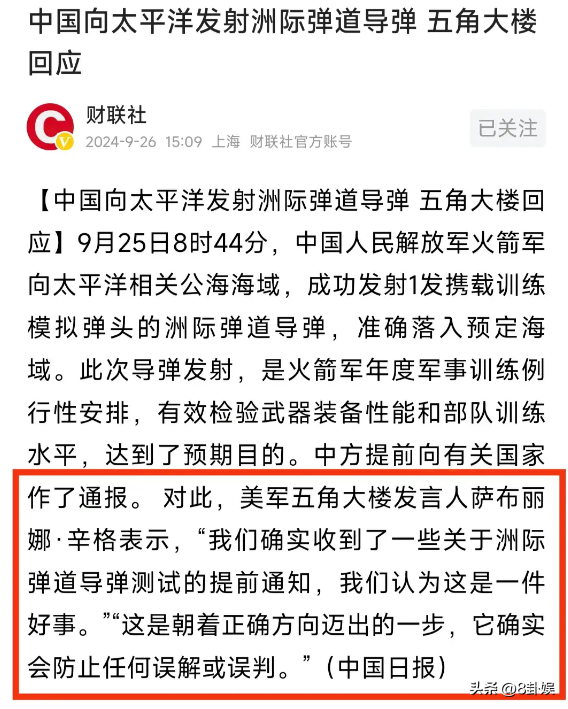 中国向太平洋发射洲际弹道导弹 五角大楼
回应
财联社
2024-9-26 15:09 上海 财联社官方账号
已关注
【中国向太平洋发射洲际弹道导弹 五角大楼回
应】9月25日8时44分，中国人民解放军火箭军
向太平洋相关公海海域，成功发射1发携载训练
模拟弹头的洲际弹道导弹，准确落入预定海
域。此次导弹发射，是火箭军年度军事训练例
行性安排，有效检验武器装备性能和部队训练
水平，达到了预期目的。中方提前向有关国家
作了通报。 对此，美军五角大楼发言人萨布丽
娜·辛格表示，“我们确实收到了一些关于洲际
弹道导弹测试的提前通知，我们认为这是一件
好事。”“这是朝着正确方向迈出的一步，它确实
会防止任何误解或误判。”（中国日报）
头条 @8卦娱